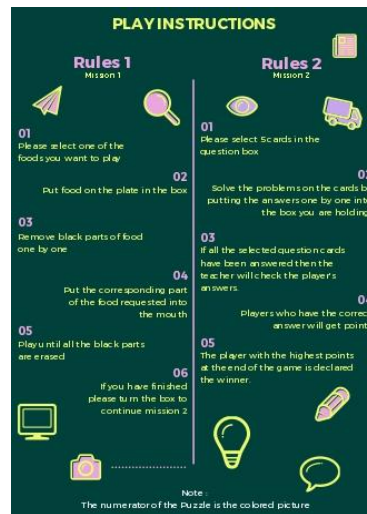 PLAY INSTRUCTIONS
Rules 1
Mission 1
01
Please select one of the
foods you want to play
02
Put food on the plate in the box
03
Remove black parts of food
one by one
04
Put the corresponding part
of the food requested into
the mouth
05
Play until all the black parts
are erased
06
If you have finished
please turn the box to
continue mission 2
Rules 2
Mission 2
01
Please select 5 cards in the
question box
Solve the problems on the cards
putting the answers one by one
the box you are
03
If all the selected question cards
have been answered then the
teacher will check the player's
answers.
Players who have the
answer will get
05
The player with the highest points
at the end of the game is declared
the winner.
Note :
The numerator of the Puzzle is the colored picture